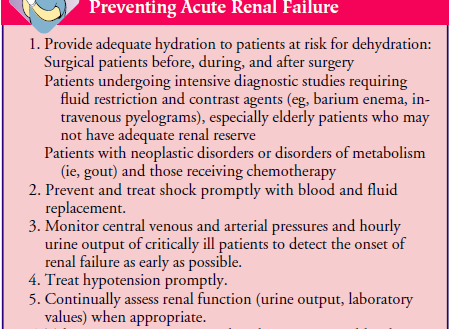 Preventing Acute Renal Failure
1. Provide adequate hydration to patients at risk for dehydration:
Surgical patients before, during, and after surgery
Patients undergoing intensive diagnostic studies requiring
fluid restriction and contrast agents (eg, barium enema, in-
travenous pyelograms), especially elderly patients who may
not have adequate renal reserve
Patients with neoplastic disorders or disorders of metabolism
(ie, gout) and those receiving chemotherapy
2. Prevent and treat shock promptly with blood and fluid
replacement.
3. Monitor central venous and arterial pressures and hourly
urine output of critically ill patients to detect the onset of
renal failure as early as possible.
4. Treat hypotension promptly.
5. Continually assess renal function (urine output, laboratory
values) when appropriate.